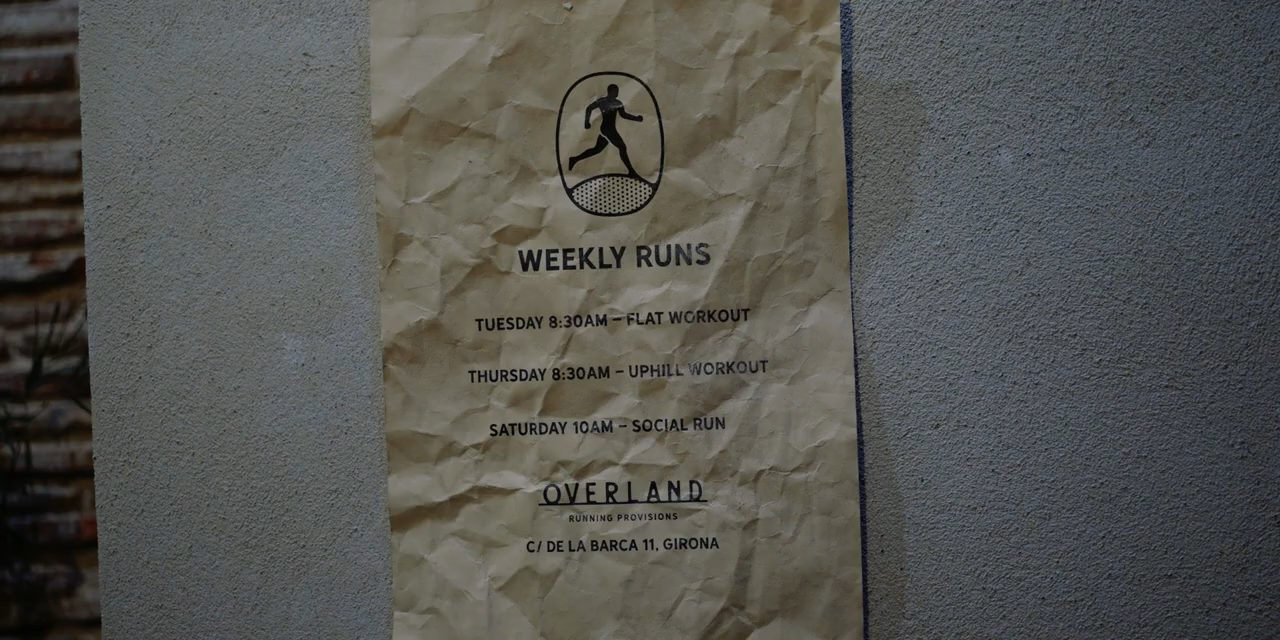 WEEKLY RUNS
TUESDAY 8:30AM – FLAT WORKOUT
THURSDAY 8:30AM – UPHILL WORKOUT
SATURDAY 10AM – SOCIAL RUN
OVERLAND
RUNNING PROVISIONS
C/ DE LA BARCA 11, GIRONA